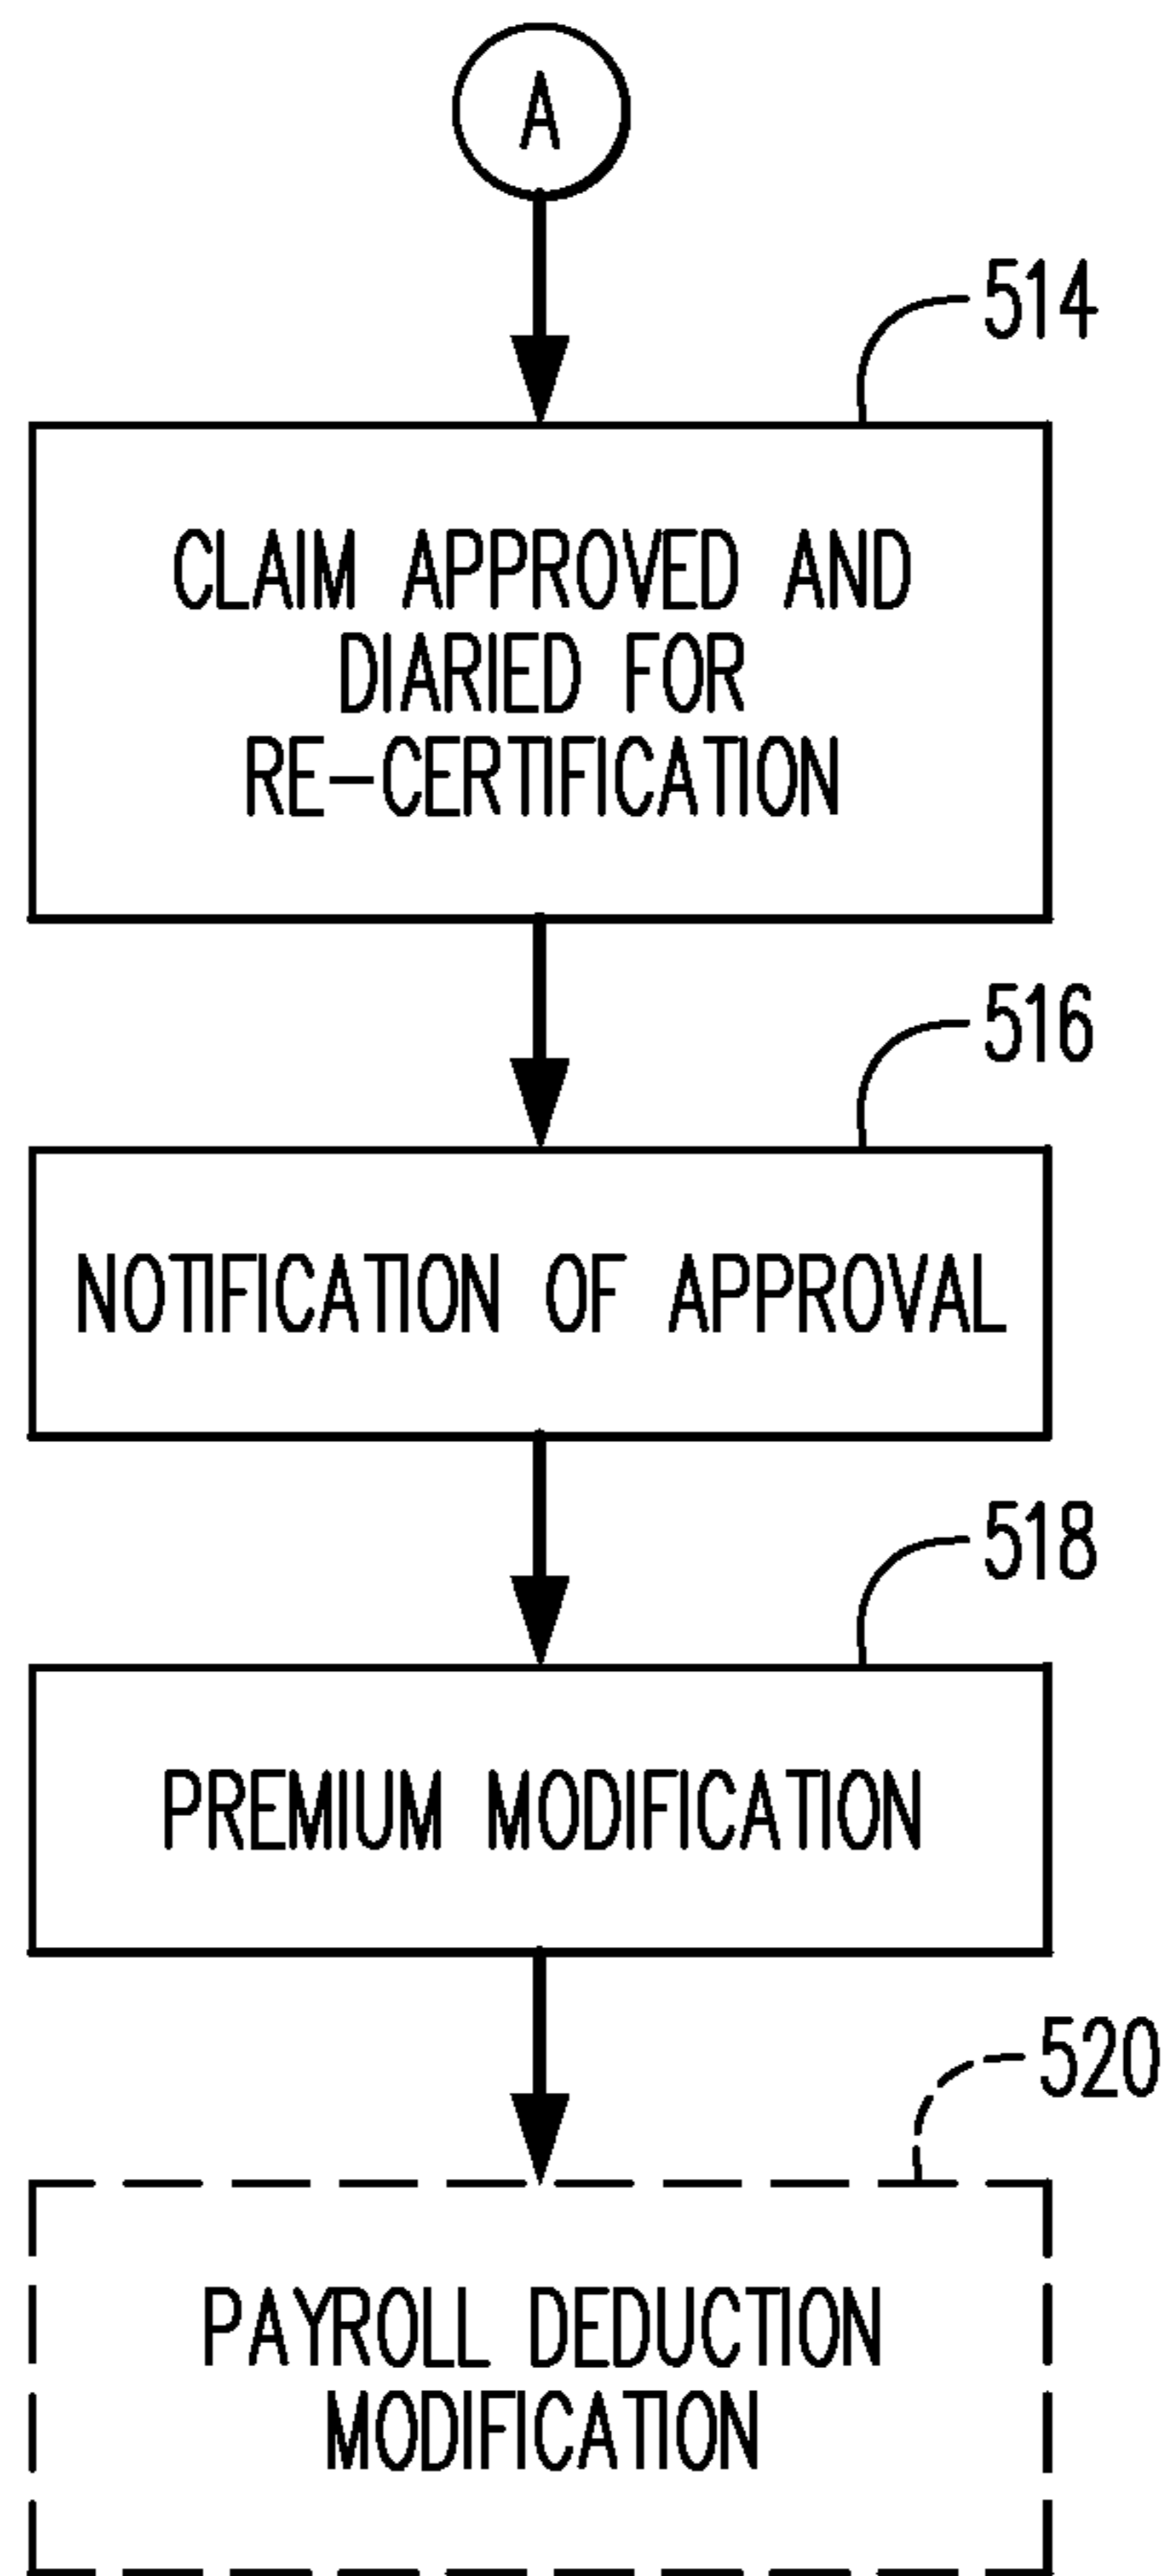 A
514
CLAIM APPROVED AND
DIARIED FOR
RE-CERTIFICATION
516
NOTIFICATION OF APPROVAL
518
PREMIUM MODIFICATION
520
PAYROLL DEDUCTION
MODIFICATION